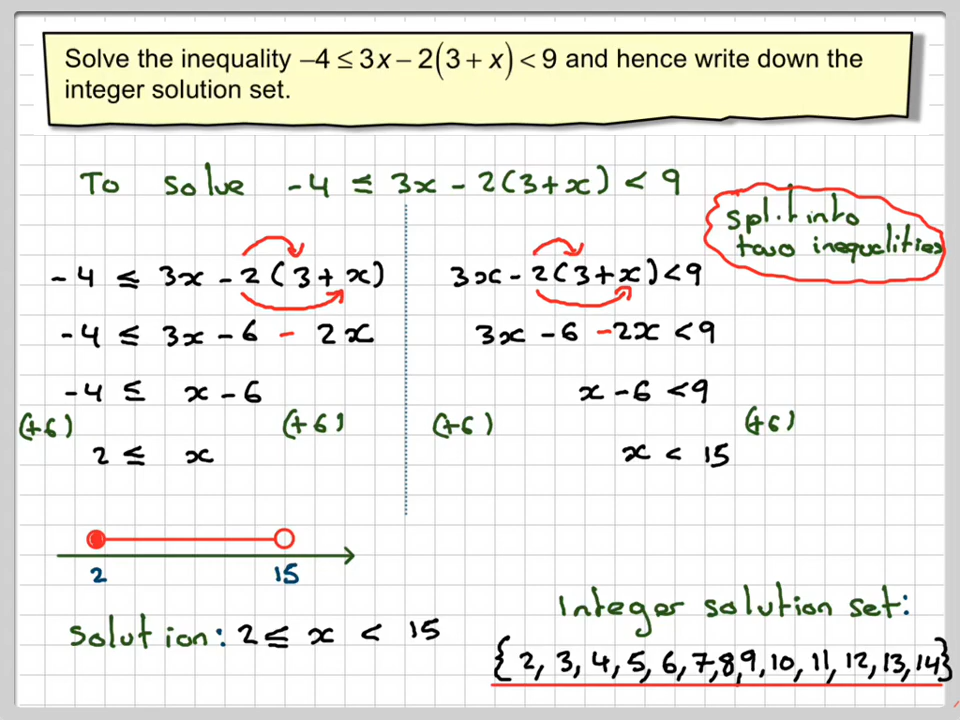 Solve the inequality −4 ≤ 3x − 2(3 + x) < 9 and hence write down the
integer solution set.
To solve -4 ≤ 3x - 2(3+x) < 9
split into
two inequalities
-4 ≤ 3x - 2(3+x)
-4 ≤ 3x - 6 - 2x
-4 ≤ x - 6
(+6) (+6)
2 ≤ x
3x - 2(3+x) < 9
3x - 6 - 2x < 9
x - 6 < 9
(+6) (+6)
x < 15
2 15
Solution: 2 ≤ x < 15
Integer solution set:
{2, 3, 4, 5, 6, 7, 8, 9, 10, 11, 12, 13, 14}